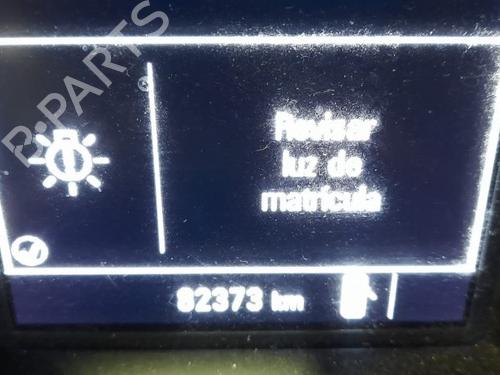 B-PARTS
Revisar
luz de
matrícula
82373 km